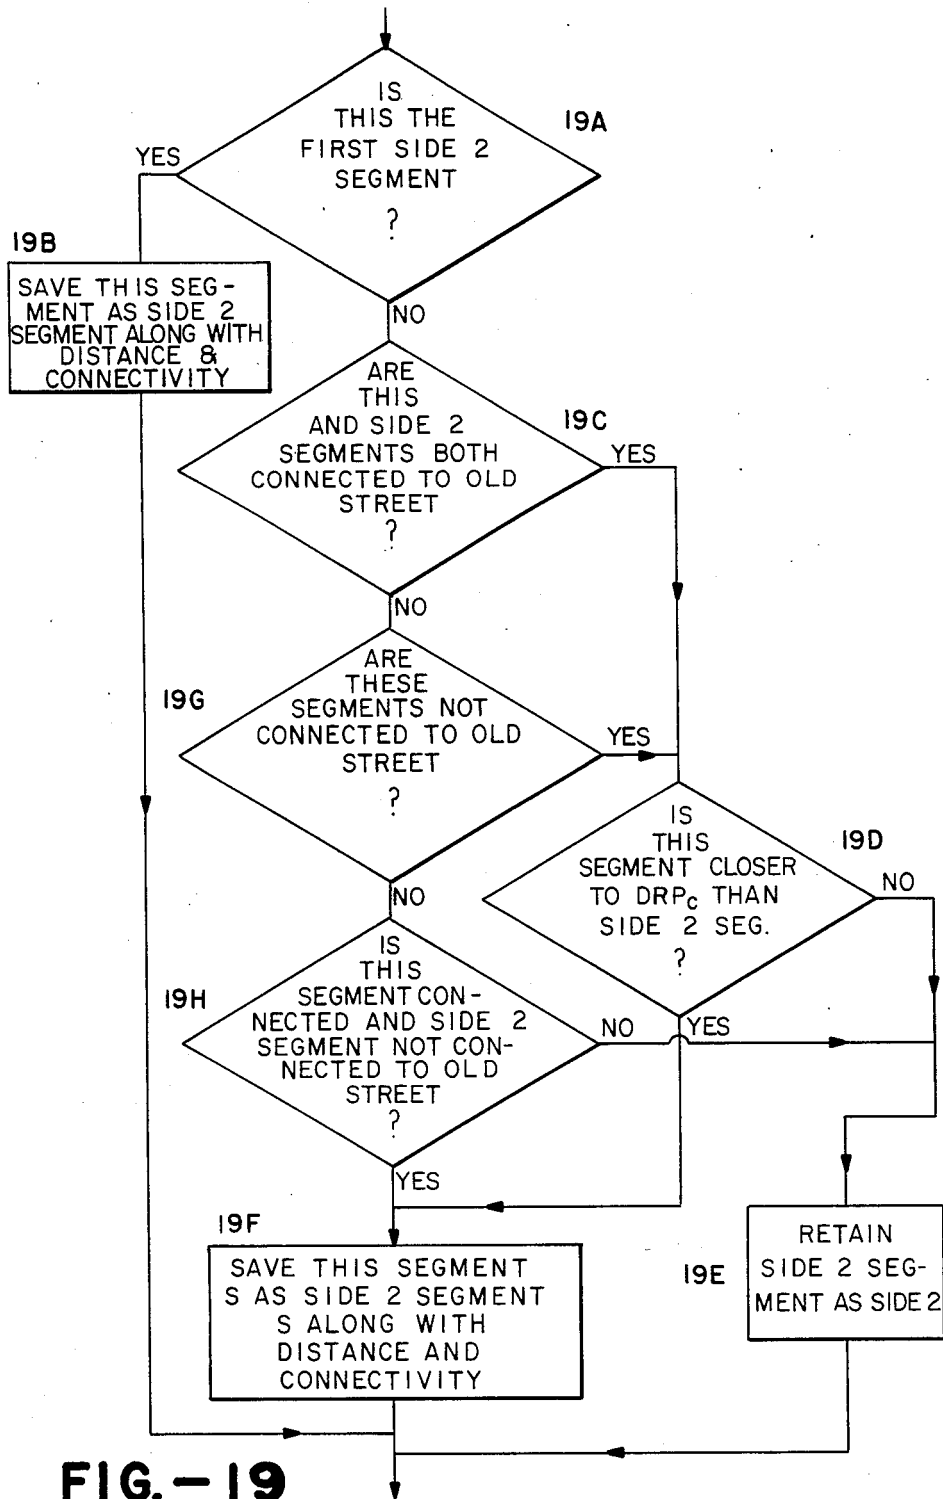 IS
THIS THE
FIRST SIDE 2
SEGMENT
?
19A
YES
NO
19B
SAVE THIS SEG-
MENT AS SIDE 2
SEGMENT ALONG WITH
DISTANCE &
CONNECTIVITY
ARE
THIS
AND SIDE 2
SEGMENTS BOTH
CONNECTED TO OLD
STREET
?
19C
YES
NO
ARE
THESE
SEGMENTS NOT
CONNECTED TO OLD
STREET
?
19G
YES
NO
IS
THIS
SEGMENT CLOSER
TO DRPc THAN
SIDE 2 SEG.
?
19D
NO
YES
IS
THIS
SEGMENT CON-
NECTED AND SIDE 2
SEGMENT NOT CON-
NECTED TO OLD
STREET
?
19H
NO
YES
19F
SAVE THIS SEGMENT
S AS SIDE 2 SEGMENT
S ALONG WITH
DISTANCE AND
CONNECTIVITY
19E
RETAIN
SIDE 2 SEG-
MENT AS SIDE 2
FIG.-19